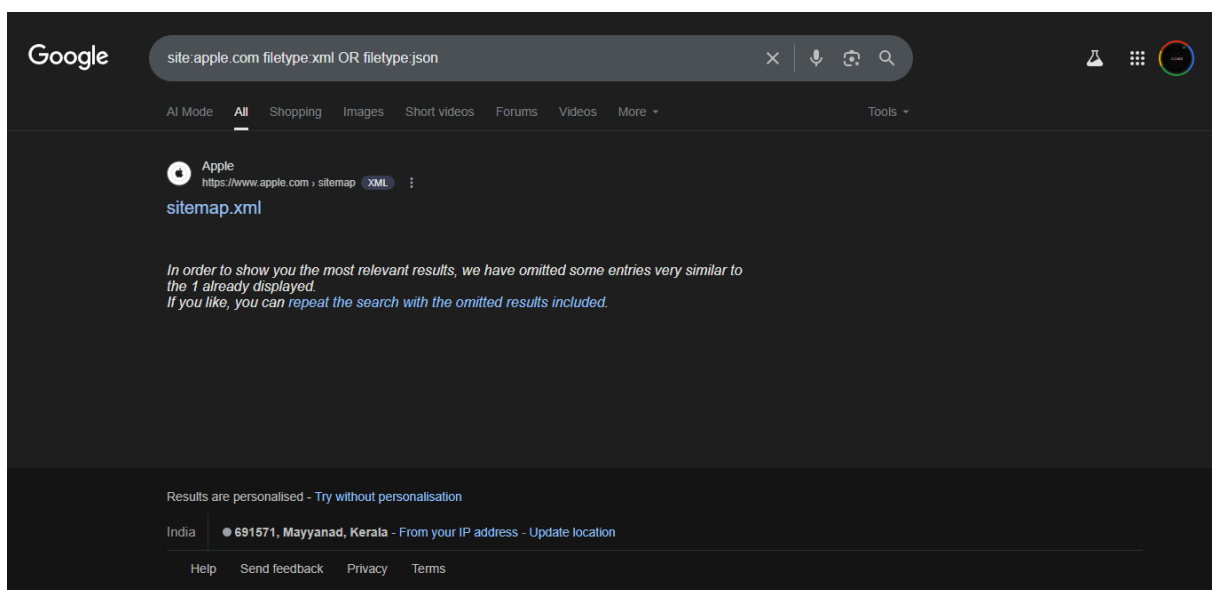 Google
site:apple.com filetype:xml OR filetype:json
AI Mode All Shopping Images Short videos Forums Videos More Tools
Apple
https://www.apple.com › sitemap XML
sitemap.xml
In order to show you the most relevant results, we have omitted some entries very similar to
the 1 already displayed.
If you like, you can repeat the search with the omitted results included.
Results are personalised - Try without personalisation
India 691571, Mayyanad, Kerala - From your IP address - Update location
Help Send feedback Privacy Terms